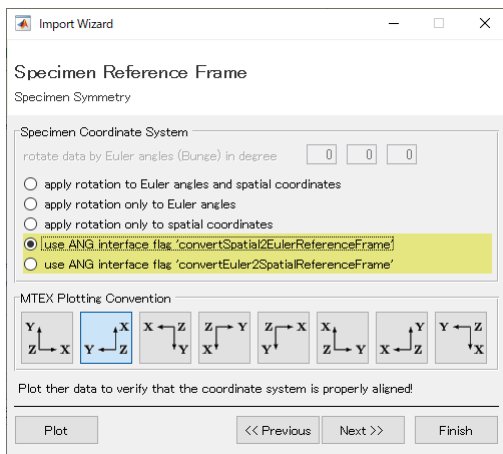 Import Wizard
Specimen Reference Frame
Specimen Symmetry
Specimen Coordinate System
rotate data by Euler angles (Bunge) in degree 0 0 0
apply rotation to Euler angles and spatial coordinates
apply rotation only to Euler angles
apply rotation only to spatial coordinates
use ANG interface flag 'convertSpatial2EulerReferenceFrame'
use ANG interface flag 'convertEuler2SpatialReferenceFrame'
MTEX Plotting Convention
Y X X Z Z Y Z X X Y Y Z
Z X Y Z Y X Y Z Y X Z X
Plot ther data to verify that the coordinate system is properly aligned!
Plot << Previous Next >> Finish